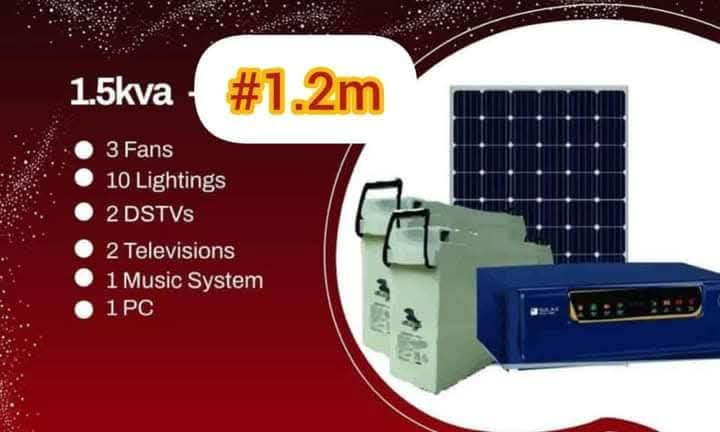 1.5kva -
#1.2m
3 Fans
10 Lightings
2 DSTVs
2 Televisions
1 Music System
1 PC